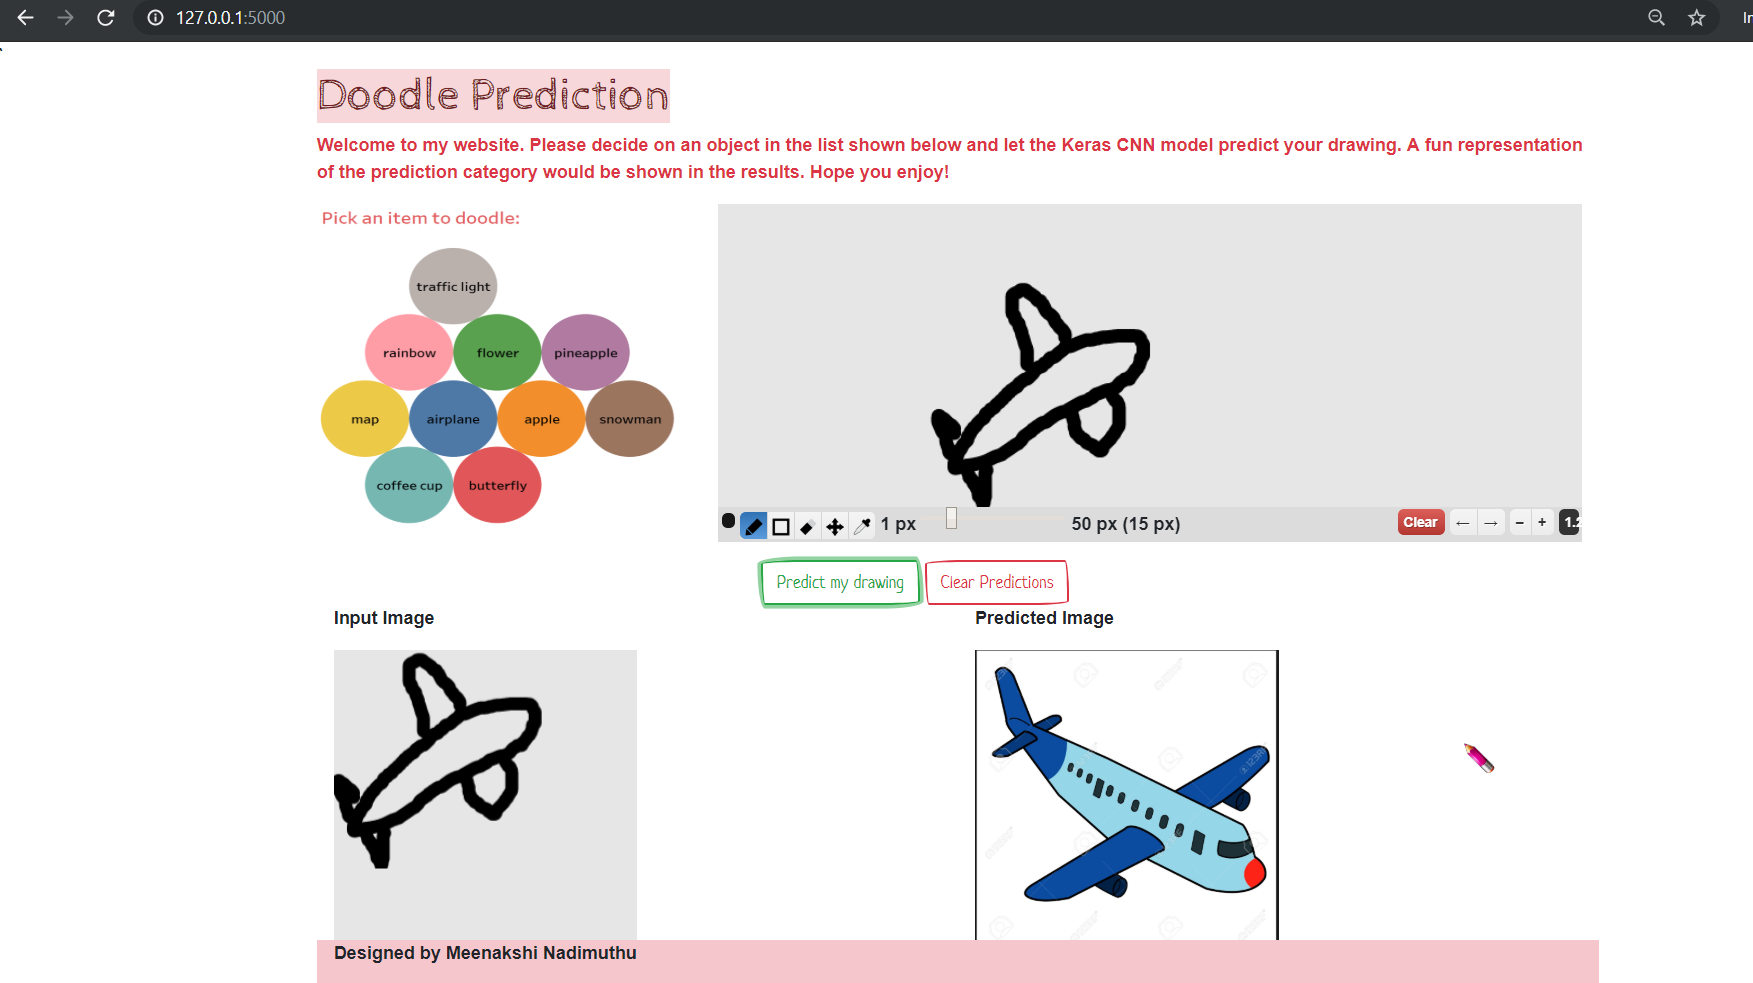 127.0.0.1:5000
Doodle Prediction
Welcome to my website. Please decide on an object in the list shown below and let the Keras CNN model predict your drawing. A fun representation
of the prediction category would be shown in the results. Hope you enjoy!
Pick an item to doodle:
traffic light
rainbow flower pineapple
map airplane apple snowman
coffee cup butterfly
1 px 50 px (15 px) Clear ← → - +
Predict my drawing Clear Predictions
Input Image Predicted Image
Designed by Meenakshi Nadimuthu